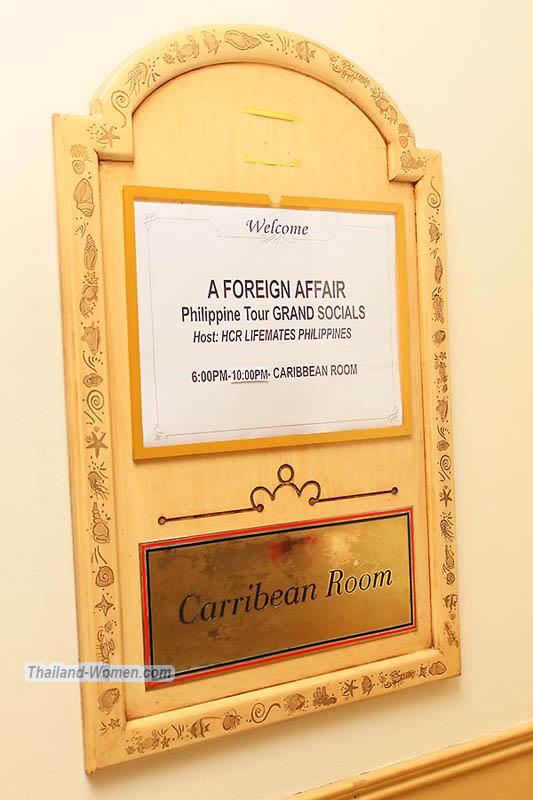 Welcome
A FOREIGN AFFAIR
Philippine Tour GRAND SOCIALS
Host: HCR LIFEMATES PHILIPPINES
6:00PM-10:00PM- CARIBBEAN ROOM
Carribean Room
Thailand-Women.com